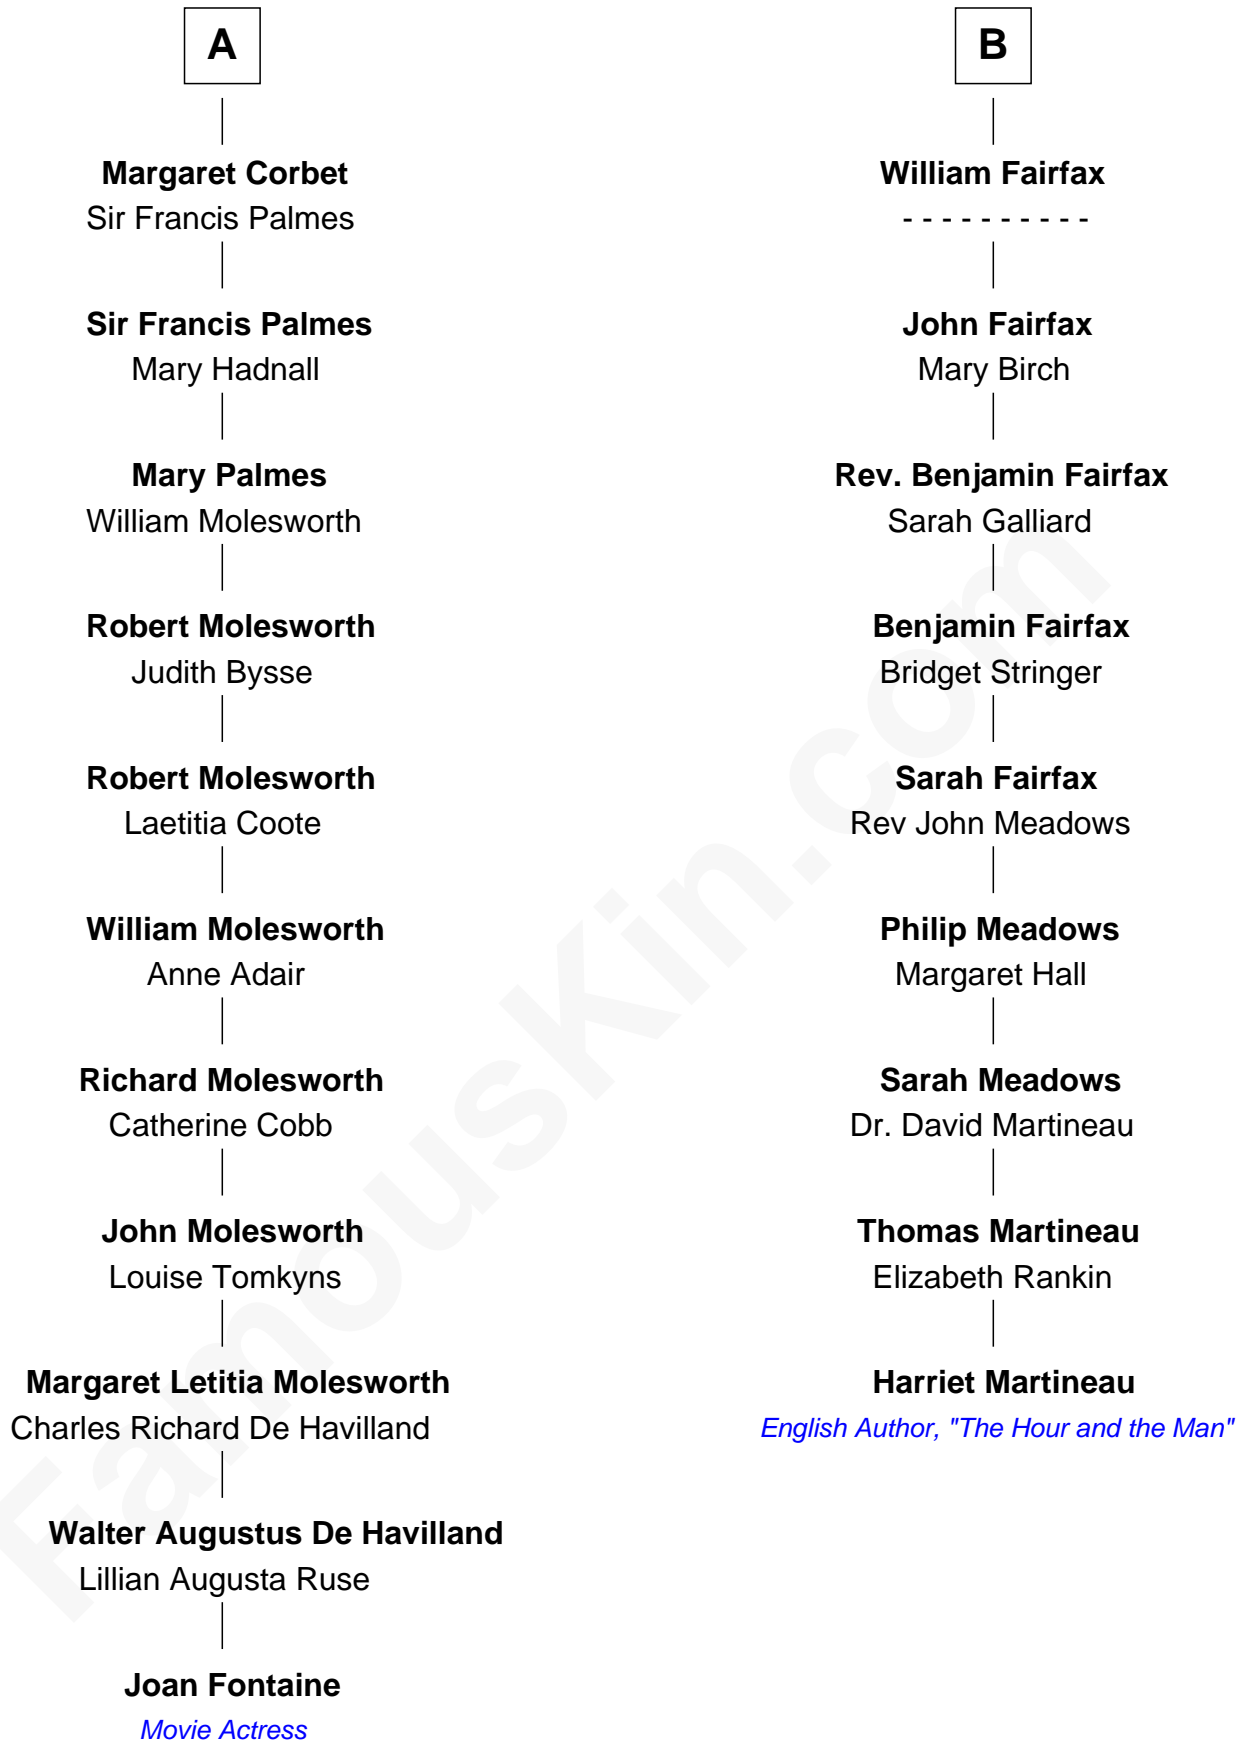 A
Margaret Corbet
Sir Francis Palmes
Sir Francis Palmes
Mary Hadnall
Mary Palmes
William Molesworth
Robert Molesworth
Judith Bysse
Robert Molesworth
Laetitia Coote
William Molesworth
Anne Adair
Richard Molesworth
Catherine Cobb
John Molesworth
Louise Tomkyns
Margaret Letitia Molesworth
Charles Richard De Havilland
Walter Augustus De Havilland
Lillian Augusta Ruse
Joan Fontaine
Movie Actress
B
William Fairfax
- - - - - - - - - -
John Fairfax
Mary Birch
Rev. Benjamin Fairfax
Sarah Galliard
Benjamin Fairfax
Bridget Stringer
Sarah Fairfax
Rev John Meadows
Philip Meadows
Margaret Hall
Sarah Meadows
Dr. David Martineau
Thomas Martineau
Elizabeth Rankin
Harriet Martineau
English Author, "The Hour and the Man"
FamousKin.com